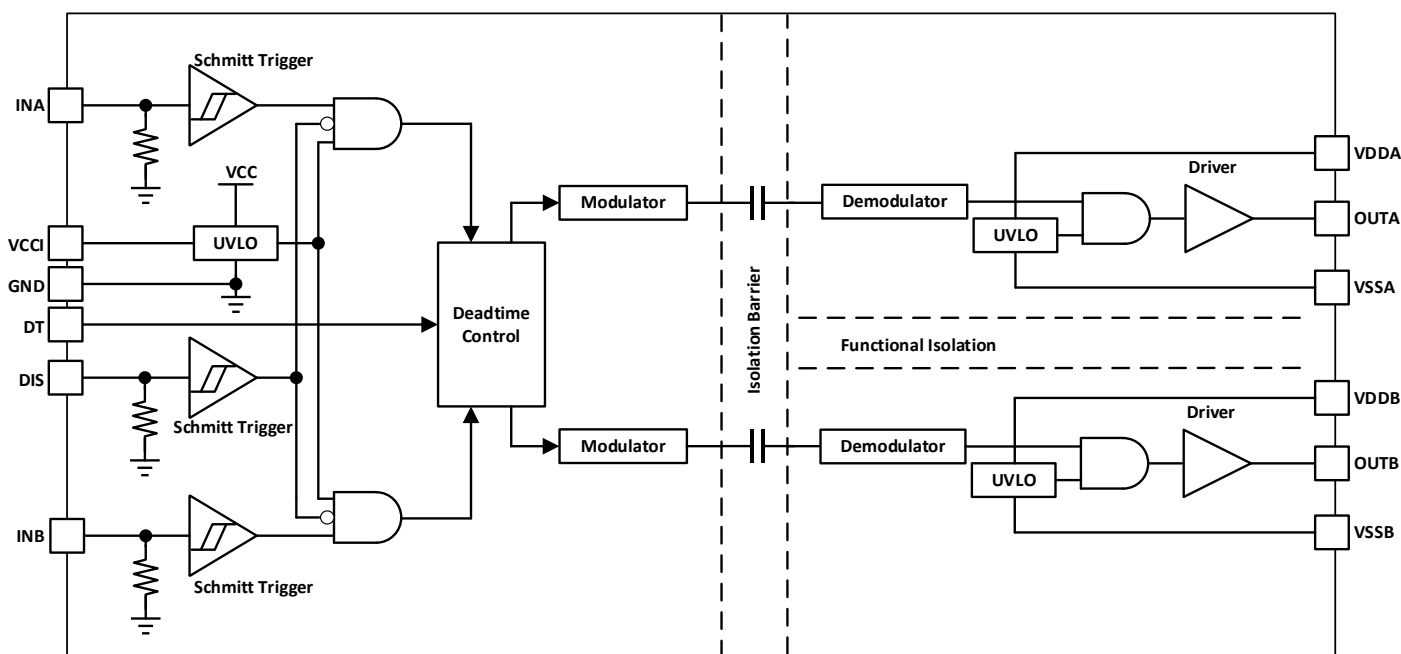 Schmitt Trigger
INA
VCC
VCCI
UVLO
GND
DT
DIS
Schmitt Trigger
INB
Schmitt Trigger
Deadtime
Control
Modulator
Modulator
Isolation Barrier
Demodulator
UVLO
Driver
VDDA
OUTA
VSSA
Functional Isolation
Demodulator
UVLO
Driver
VDDB
OUTB
VSSB